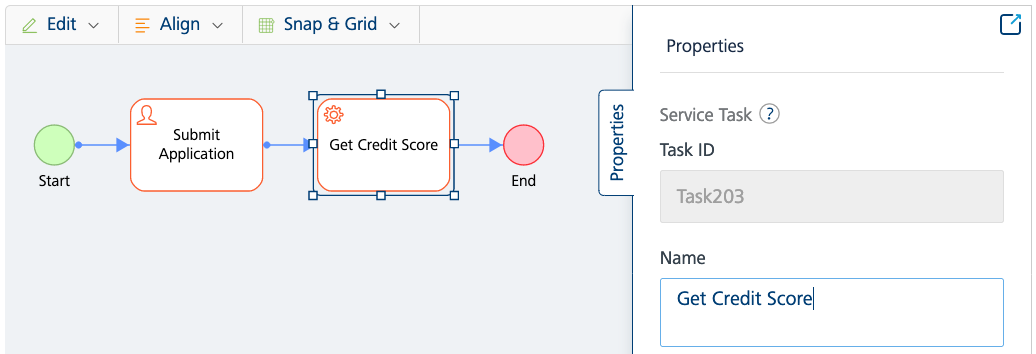 Edit
Align
Snap & Grid
Properties
Properties
Service Task ?
Task ID
Task203
Name
Get Credit Score
Start
Submit
Application
Get Credit Score
End